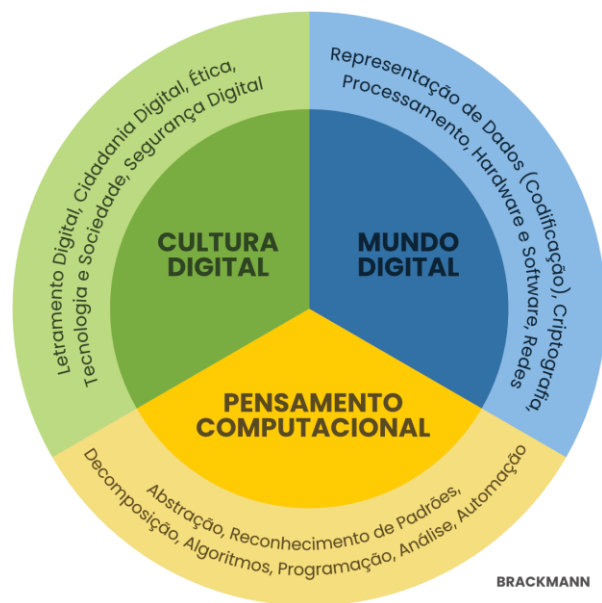 Letramento Digital, Cidadania Digital, Ética,
Tecnologia e Sociedade, Segurança Digital
CULTURA
DIGITAL
Representação de Dados (Codificação), Criptografia,
Processamento, Hardware e Software, Redes
MUNDO
DIGITAL
PENSAMENTO
COMPUTACIONAL
Abstração, Reconhecimento de Padrões,
Decomposição, Algoritmos, Programação, Análise, Automação
BRACKMANN